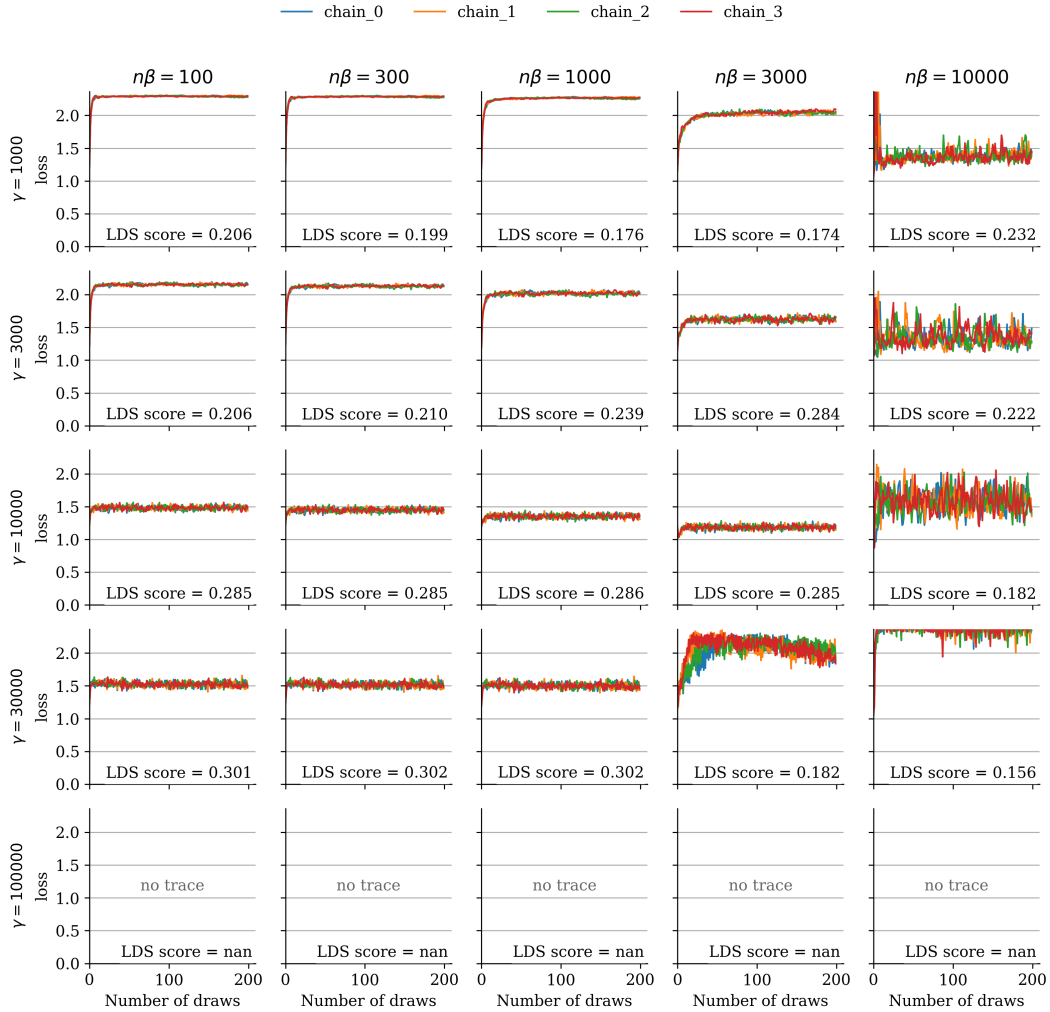 chain_0 chain_1 chain_2 chain_3
nβ = 100 nβ = 300 nβ = 1000 nβ = 3000 nβ = 10000
γ = 1000
loss
2.0
1.5
1.0
0.5
0.0
LDS score = 0.206 LDS score = 0.199 LDS score = 0.176 LDS score = 0.174 LDS score = 0.232
γ = 3000
loss
2.0
1.5
1.0
0.5
0.0
LDS score = 0.206 LDS score = 0.210 LDS score = 0.239 LDS score = 0.284 LDS score = 0.222
γ = 10000
loss
2.0
1.5
1.0
0.5
0.0
LDS score = 0.285 LDS score = 0.285 LDS score = 0.286 LDS score = 0.285 LDS score = 0.182
γ = 30000
loss
2.0
1.5
1.0
0.5
0.0
LDS score = 0.301 LDS score = 0.302 LDS score = 0.302 LDS score = 0.182 LDS score = 0.156
γ = 100000
loss
2.0
1.5
1.0
0.5
0.0
no trace no trace no trace no trace no trace
LDS score = nan LDS score = nan LDS score = nan LDS score = nan LDS score = nan
0 100 200 0 100 200 0 100 200 0 100 200 0 100 200
Number of draws Number of draws Number of draws Number of draws Number of draws